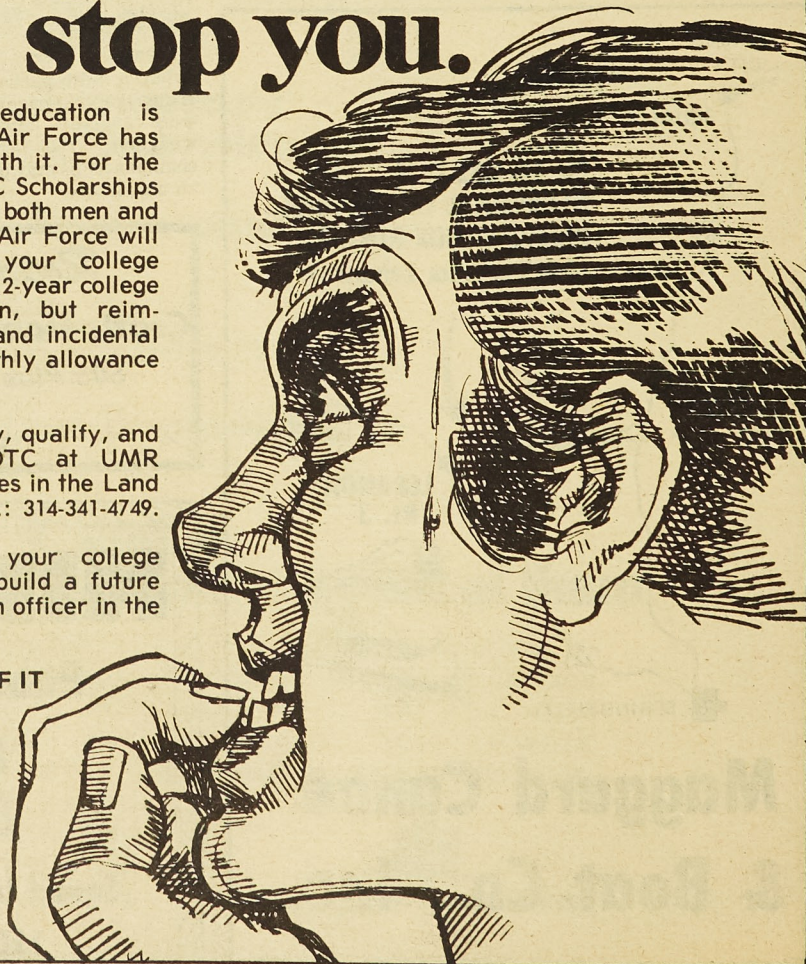 stop you.
education is
Air Force has
th it. For the
C Scholarships
both men and
Air Force will
your college
2-year college
n, but reim-
and incidental
hly allowance
y, qualify, and
OTC at UMR
es in the Land
.: 314-341-4749.
your college
build a future
n officer in the
F IT